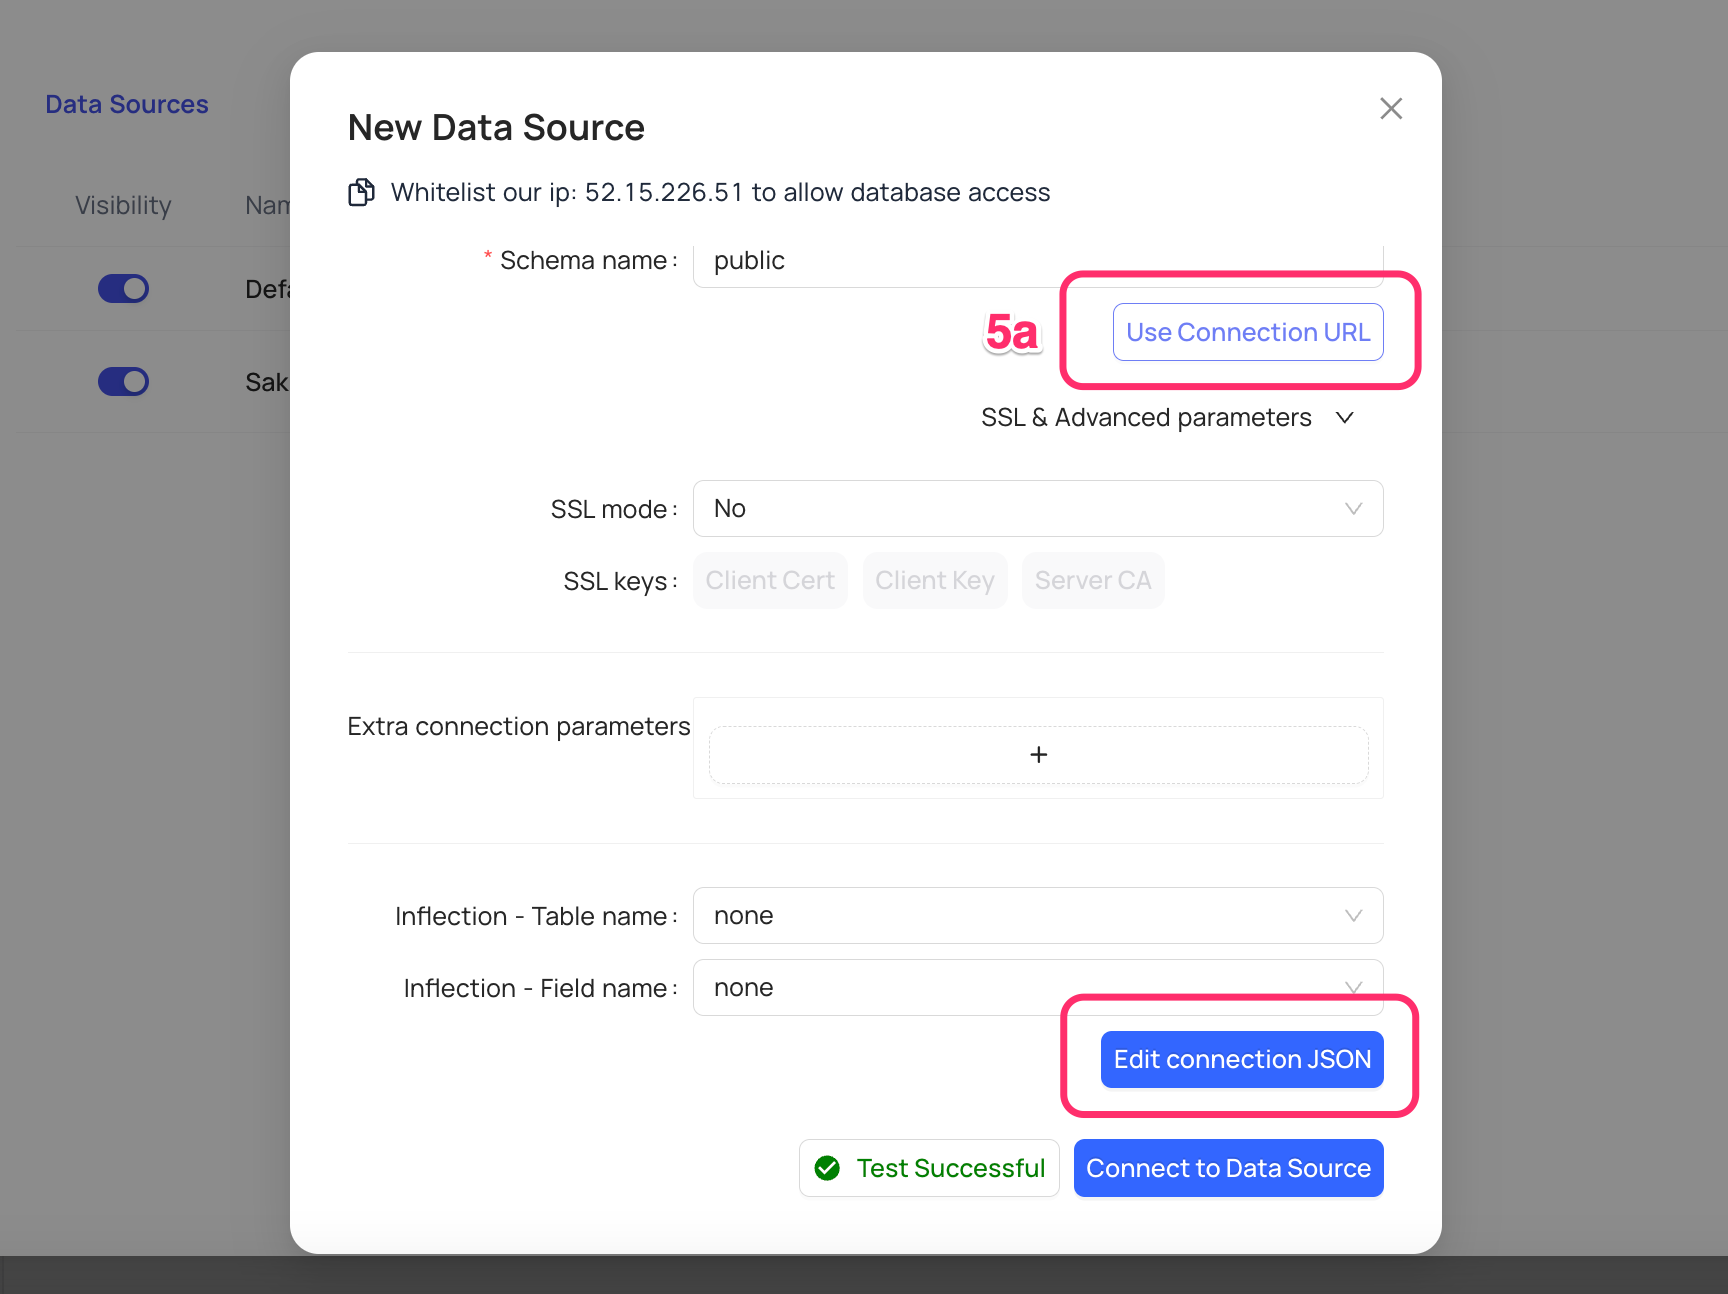 Data Sources
New Data Source
Whitelist our ip: 52.15.226.51 to allow database access
Visibility
Nam
* Schema name :
public
Defa
5a
Use Connection URL
Sak
SSL & Advanced parameters
SSL mode :
No
SSL keys :
Client Cert
Client Key
Server CA
Extra connection parameters
+
Inflection - Table name :
none
Inflection - Field name :
none
Edit connection JSON
Test Successful
Connect to Data Source